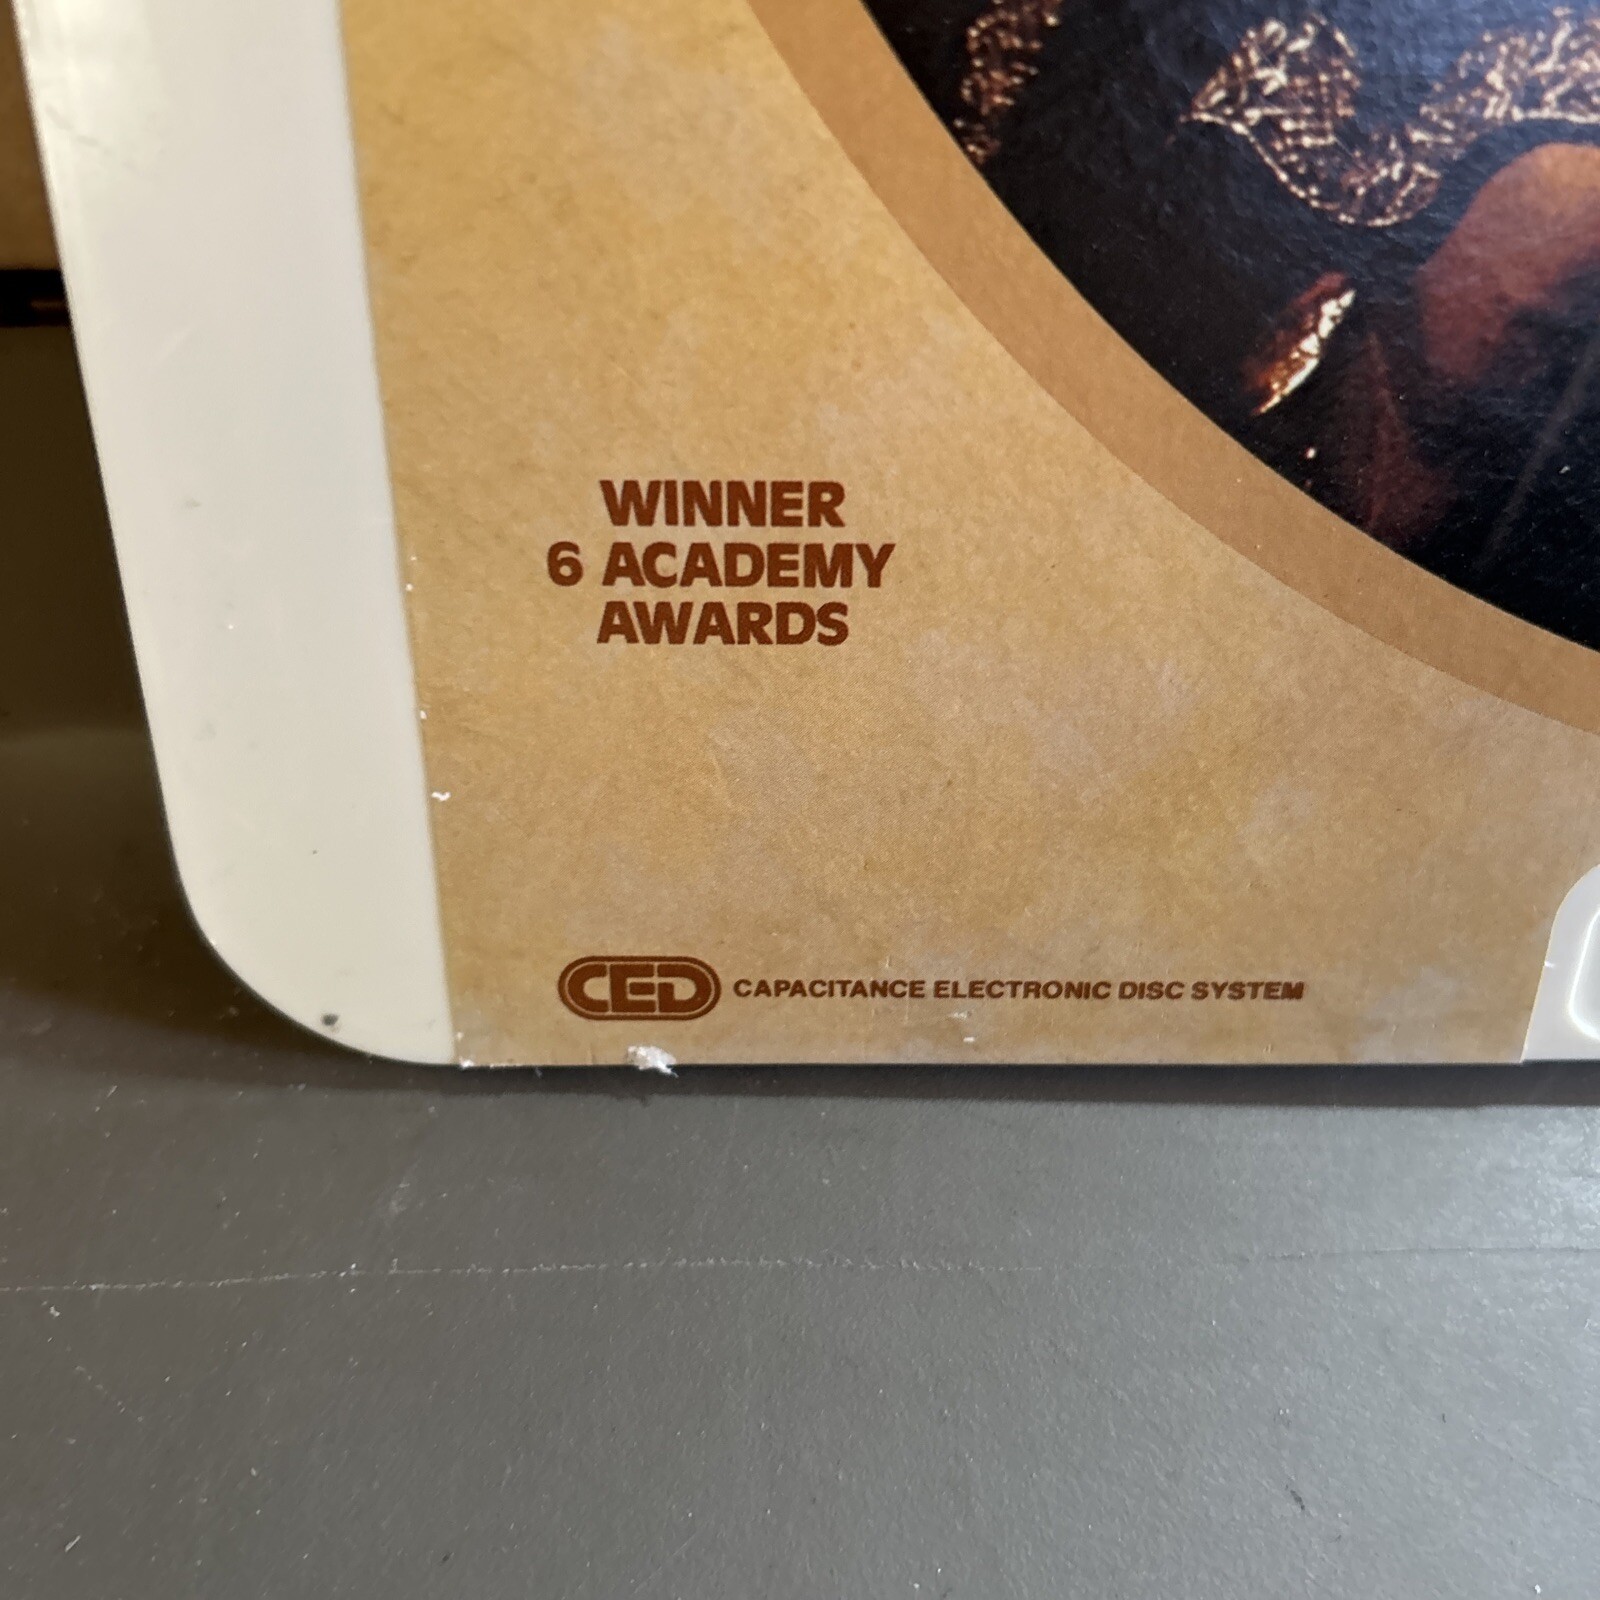 WINNER
6 ACADEMY
AWARDS
CED CAPACITANCE ELECTRONIC DISC SYSTEM